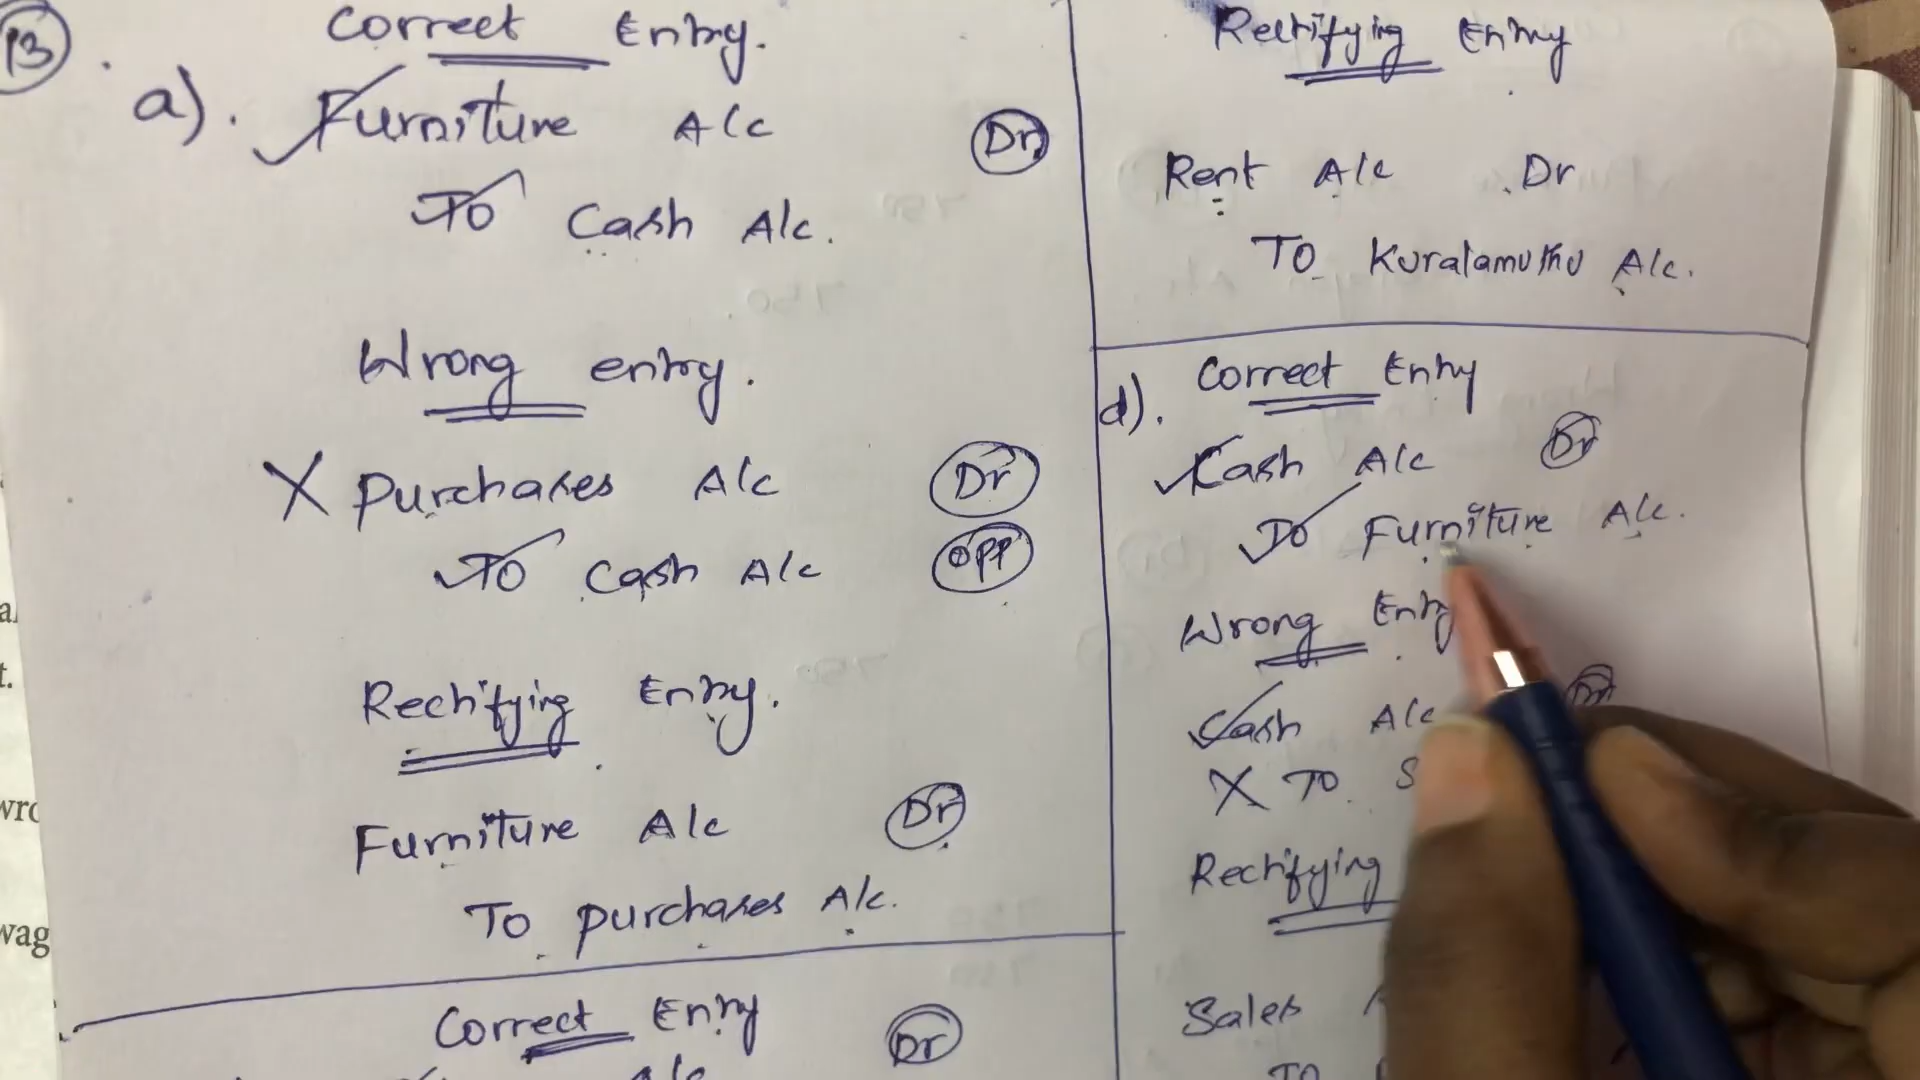 13
Correct Entry.
a). Furniture A/c Dr
To Cash A/c.
Wrong entry.
X Purchases A/c Dr
To Cash A/c OPP
Rectifying Entry.
Furniture A/c Dr
To purchases A/c.
Correct Entry
Dr
A/c
Rectifying Entry
Rent A/c Dr
To Kuralamuthu A/c.
d). Correct Entry
Cash A/c Dr
To Furniture A/c.
Wrong Entry
Cash A/c Dr
X To S
Rectifying
Sales
To